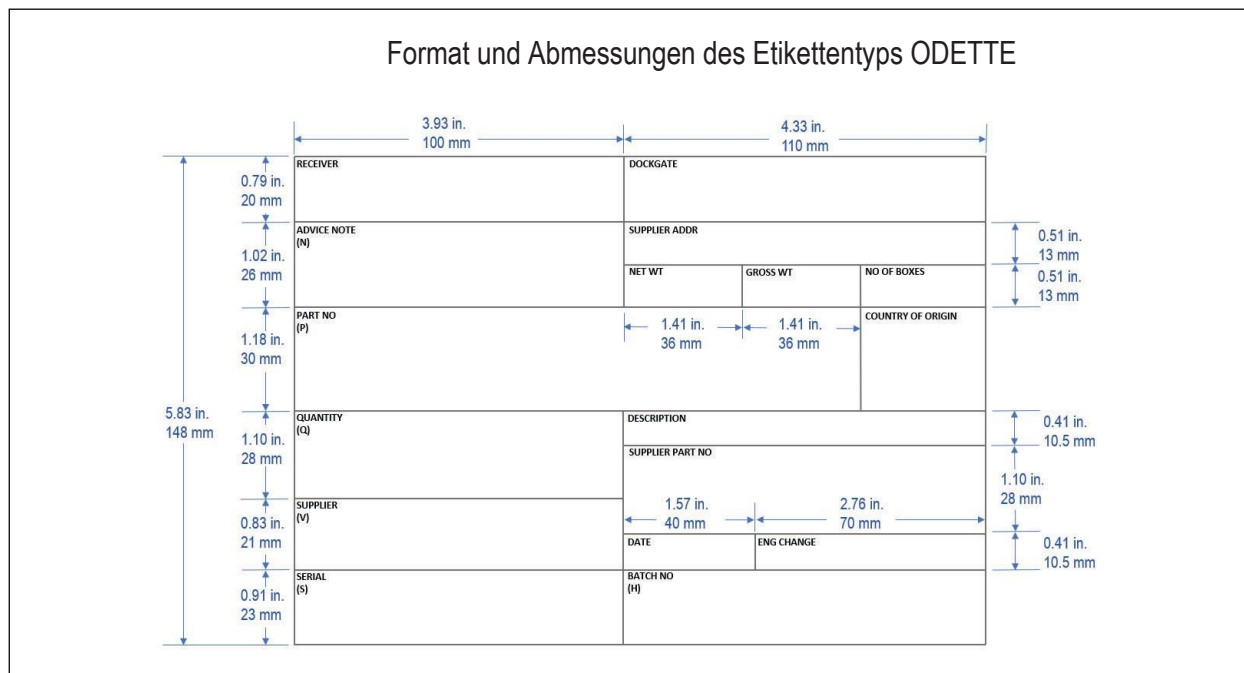 Format und Abmessungen des Etikettentyps ODETTE
3.93 in.
100 mm
4.33 in.
110 mm
RECEIVER
DOCKGATE
0.79 in.
20 mm
ADVICE NOTE
(N)
SUPPLIER ADDR
0.51 in.
13 mm
1.02 in.
26 mm
NET WT
GROSS WT
NO OF BOXES
0.51 in.
13 mm
PART NO
(P)
COUNTRY OF ORIGIN
1.41 in.
36 mm
1.41 in.
36 mm
1.18 in.
30 mm
5.83 in.
148 mm
QUANTITY
(Q)
DESCRIPTION
0.41 in.
10.5 mm
1.10 in.
28 mm
SUPPLIER PART NO
1.10 in.
28 mm
SUPPLIER
(V)
1.57 in.
40 mm
2.76 in.
70 mm
0.83 in.
21 mm
DATE
ENG CHANGE
0.41 in.
10.5 mm
SERIAL
(S)
BATCH NO
(H)
0.91 in.
23 mm